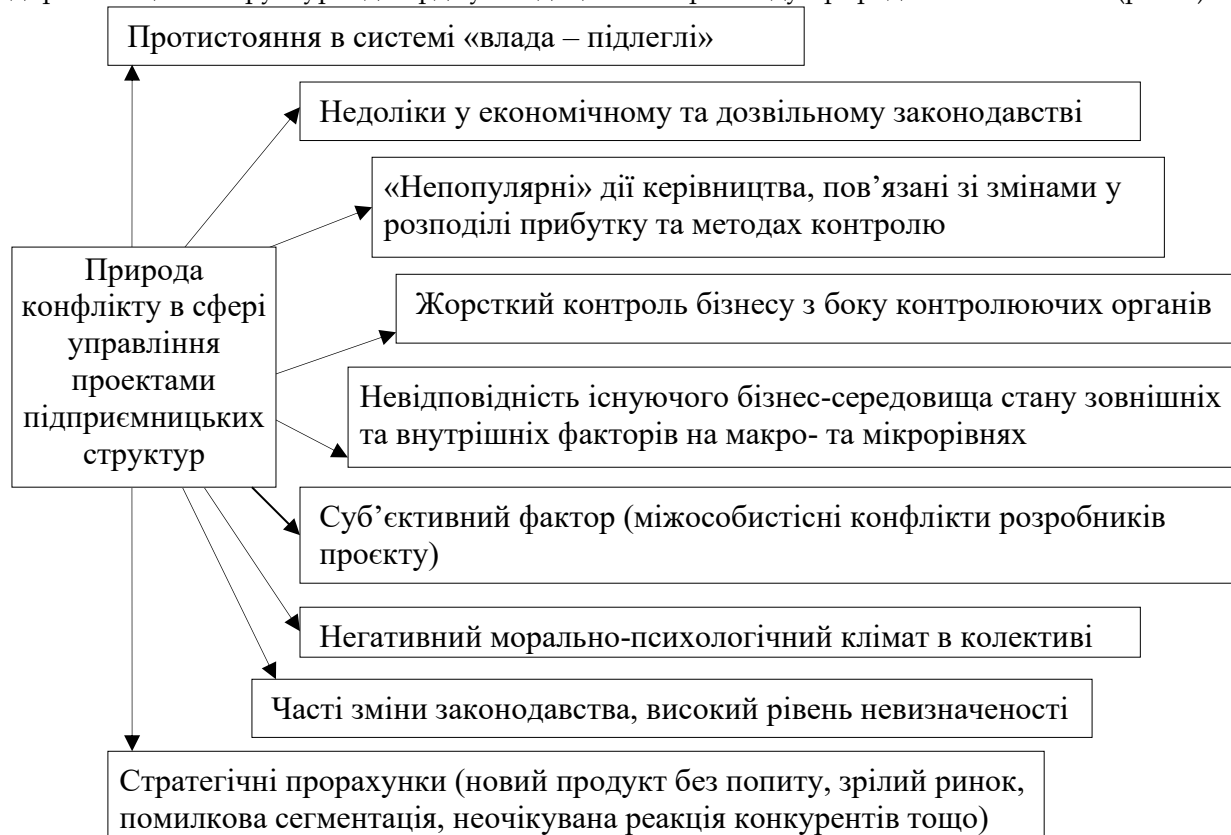 Протистояння в системі «влада – підлеглі»
Недоліки у економічному та дозвільному законодавстві
«Непопулярні» дії керівництва, пов’язані зі змінами у
розподілі прибутку та методах контролю
Природа
конфлікту в сфері
управління
проектами
підприємницьких
структур
Жорсткий контроль бізнесу з боку контролюючих органів
Невідповідність існуючого бізнес-середовища стану зовнішніх
та внутрішніх факторів на макро- та мікрорівнях
Суб’єктивний фактор (міжособистісні конфлікти розробників
проєкту)
Негативний морально-психологічний клімат в колективі
Часті зміни законодавства, високий рівень невизначеності
Стратегічні прорахунки (новий продукт без попиту, зрілий ринок,
помилкова сегментація, неочікувана реакція конкурентів тощо)